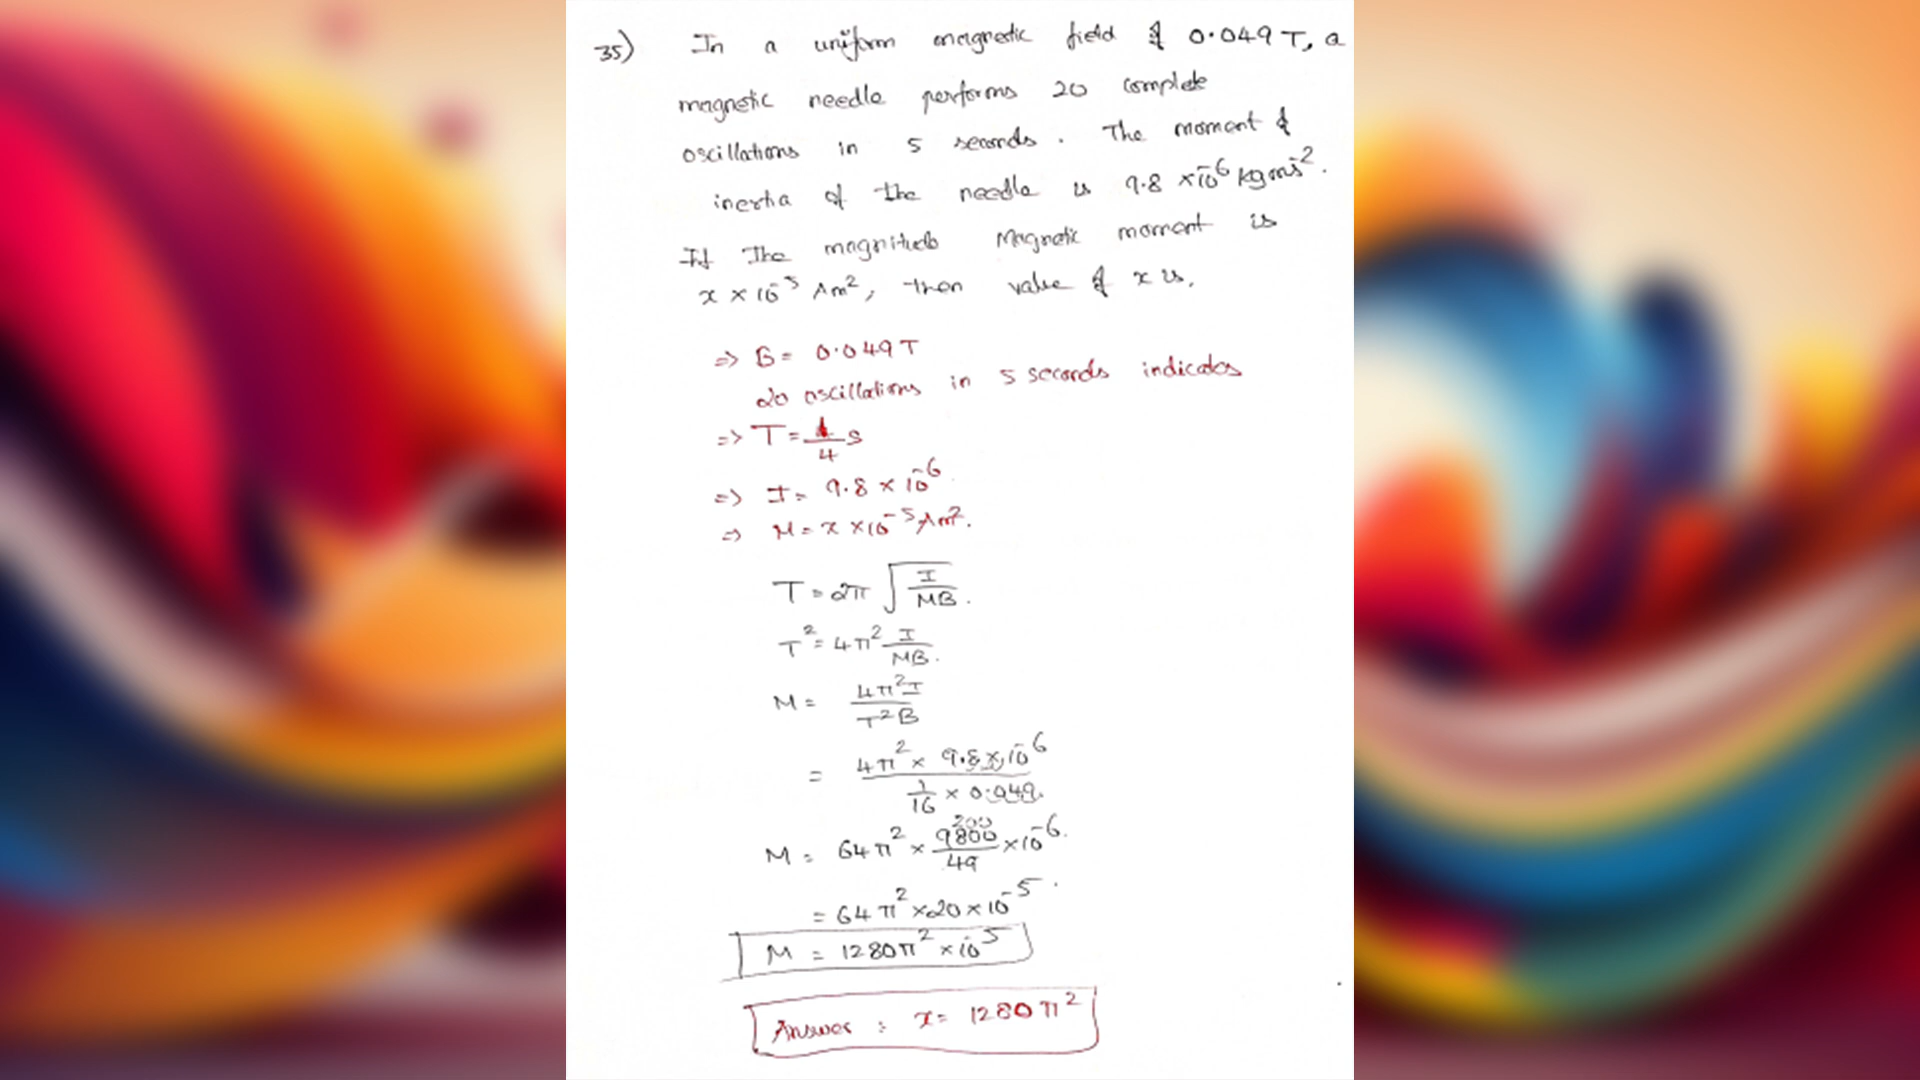 35) In a uniform magnetic field of 0.049 T, a
magnetic needle performs 20 complete
oscillations in 5 seconds. The moment of
inertia of the needle is 9.8 ×10⁻⁶ kg m⁻².
If The magnitude Magnetic moment is
x × 10⁻⁵ Am², then value of x is.
=> B = 0.049 T
20 oscillations in 5 seconds indicates
=> T = 1/4 s
=> I = 9.8 × 10⁻⁶
=> M = x × 10⁻⁵ Am².
T = 2π √(I/MB).
T² = 4π² I/MB.
M = 4π²I/T²B
= (4π² × 9.8 × 10⁻⁶)/(1/16 × 0.049).
M = 64π² × 9800/49 × 10⁻⁶. 200
= 64π² × 20 × 10⁻⁵.
M = 1280π² × 10⁻⁵
Answer : x = 1280π²